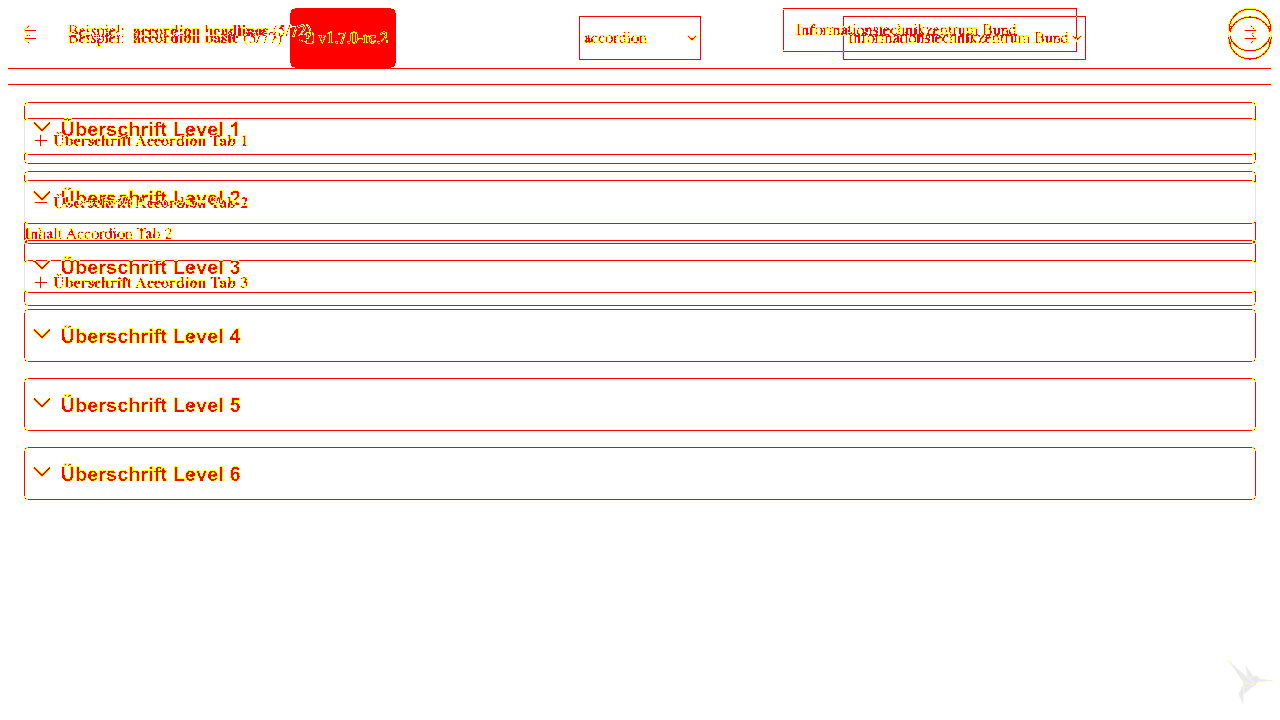 Beispiel: accordion headlines (5/72)
Beispiel: accordion basic (5/77)
v1.7.0-rc.2
accordion
Informationstechnikzentrum Bund
Informationstechnikzentrum Bund
Überschrift Level 1
Überschrift Accordion Tab 1
Überschrift Level 2
Überschrift Accordion Tab 2
Inhalt Accordion Tab 2
Überschrift Level 3
Überschrift Accordion Tab 3
Überschrift Level 4
Überschrift Level 5
Überschrift Level 6